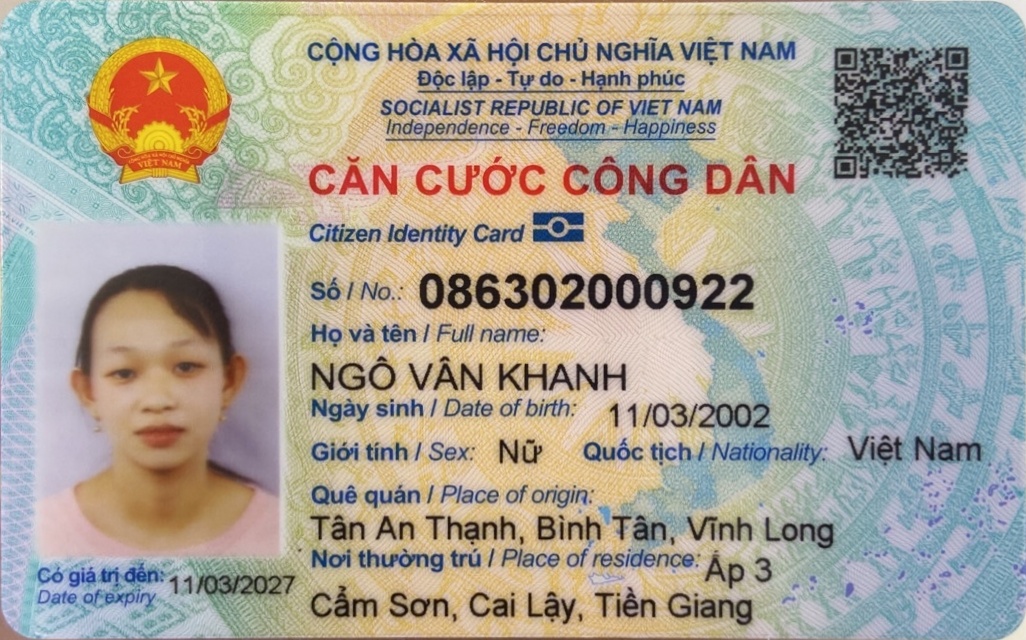 CỘNG HÒA XÃ HỘI CHỦ NGHĨA VIỆT NAM
Độc lập - Tự do - Hạnh phúc
SOCIALIST REPUBLIC OF VIET NAM
Independence - Freedom - Happiness
CĂN CƯỚC CÔNG DÂN
Citizen Identity Card
Số / No.: 086302000922
Họ và tên / Full name:
NGÔ VÂN KHANH
Ngày sinh / Date of birth: 11/03/2002
Giới tính / Sex: Nữ Quốc tịch / Nationality: Việt Nam
Quê quán / Place of origin:
Tân An Thạnh, Bình Tân, Vĩnh Long
Nơi thường trú / Place of residence: Ấp 3
Cẩm Sơn, Cai Lậy, Tiền Giang
Có giá trị đến: 11/03/2027
Date of expiry
VIỆT NAM